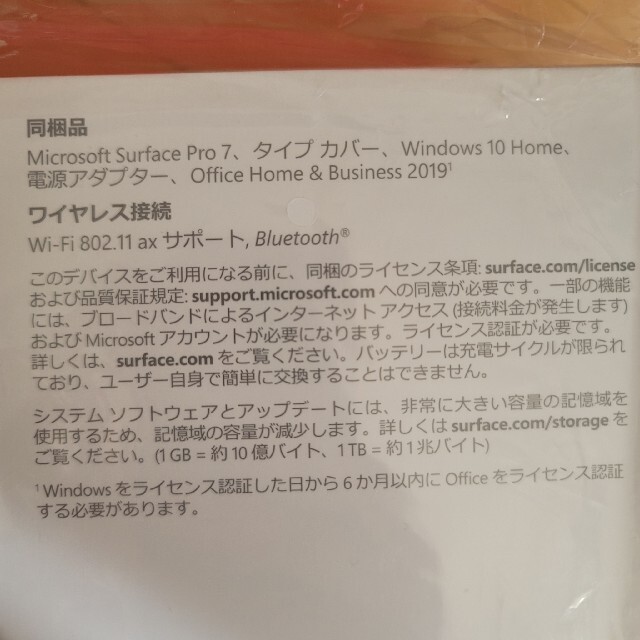 同梱品
Microsoft Surface Pro 7、タイプ カバー、Windows 10 Home、
電源アダプター、Office Home & Business 2019¹
ワイヤレス接続
Wi-Fi 802.11 ax サポート, Bluetooth®
このデバイスをご利用になる前に、同梱のライセンス条項: surface.com/license
および品質保証規定: support.microsoft.com への同意が必要です。一部の機能
には、ブロードバンドによるインターネット アクセス (接続料金が発生します)
および Microsoft アカウントが必要になります。ライセンス認証が必要です。
詳しくは、surface.com をご覧ください。バッテリーは充電サイクルが限られ
ており、ユーザー自身で簡単に交換することはできません。
システム ソフトウェアとアップデートには、非常に大きい容量の記憶域を
使用するため、記憶域の容量が減少します。詳しくは surface.com/storage を
ご覧ください。(1 GB = 約 10 億バイト、1 TB = 約 1 兆バイト)
¹ Windows をライセンス認証した日から 6 か月以内に Office をライセンス認証
する必要があります。